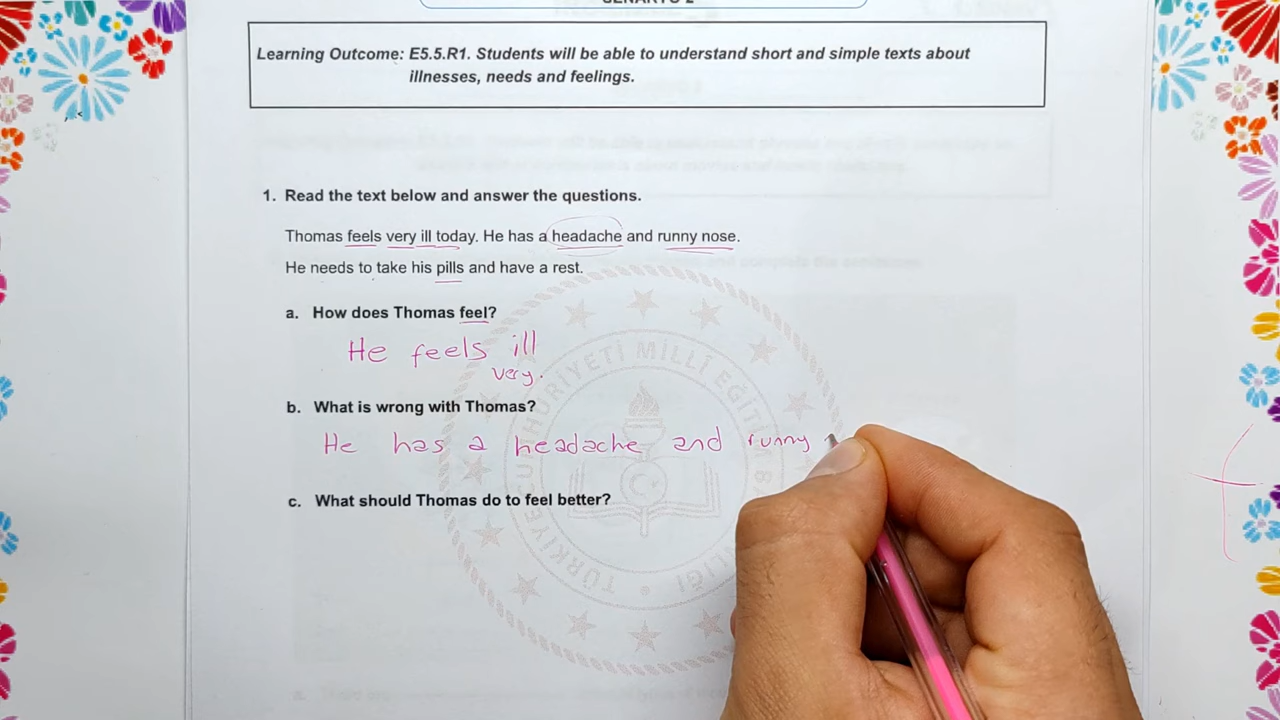 SENARYO 2
Learning Outcome: E5.5.R1. Students will be able to understand short and simple texts about
illnesses, needs and feelings.
1. Read the text below and answer the questions.
Thomas feels very ill today. He has a headache and runny nose.
He needs to take his pills and have a rest.
a. How does Thomas feel?
He feels ill
very.
b. What is wrong with Thomas?
He has a headache and runny
c. What should Thomas do to feel better?